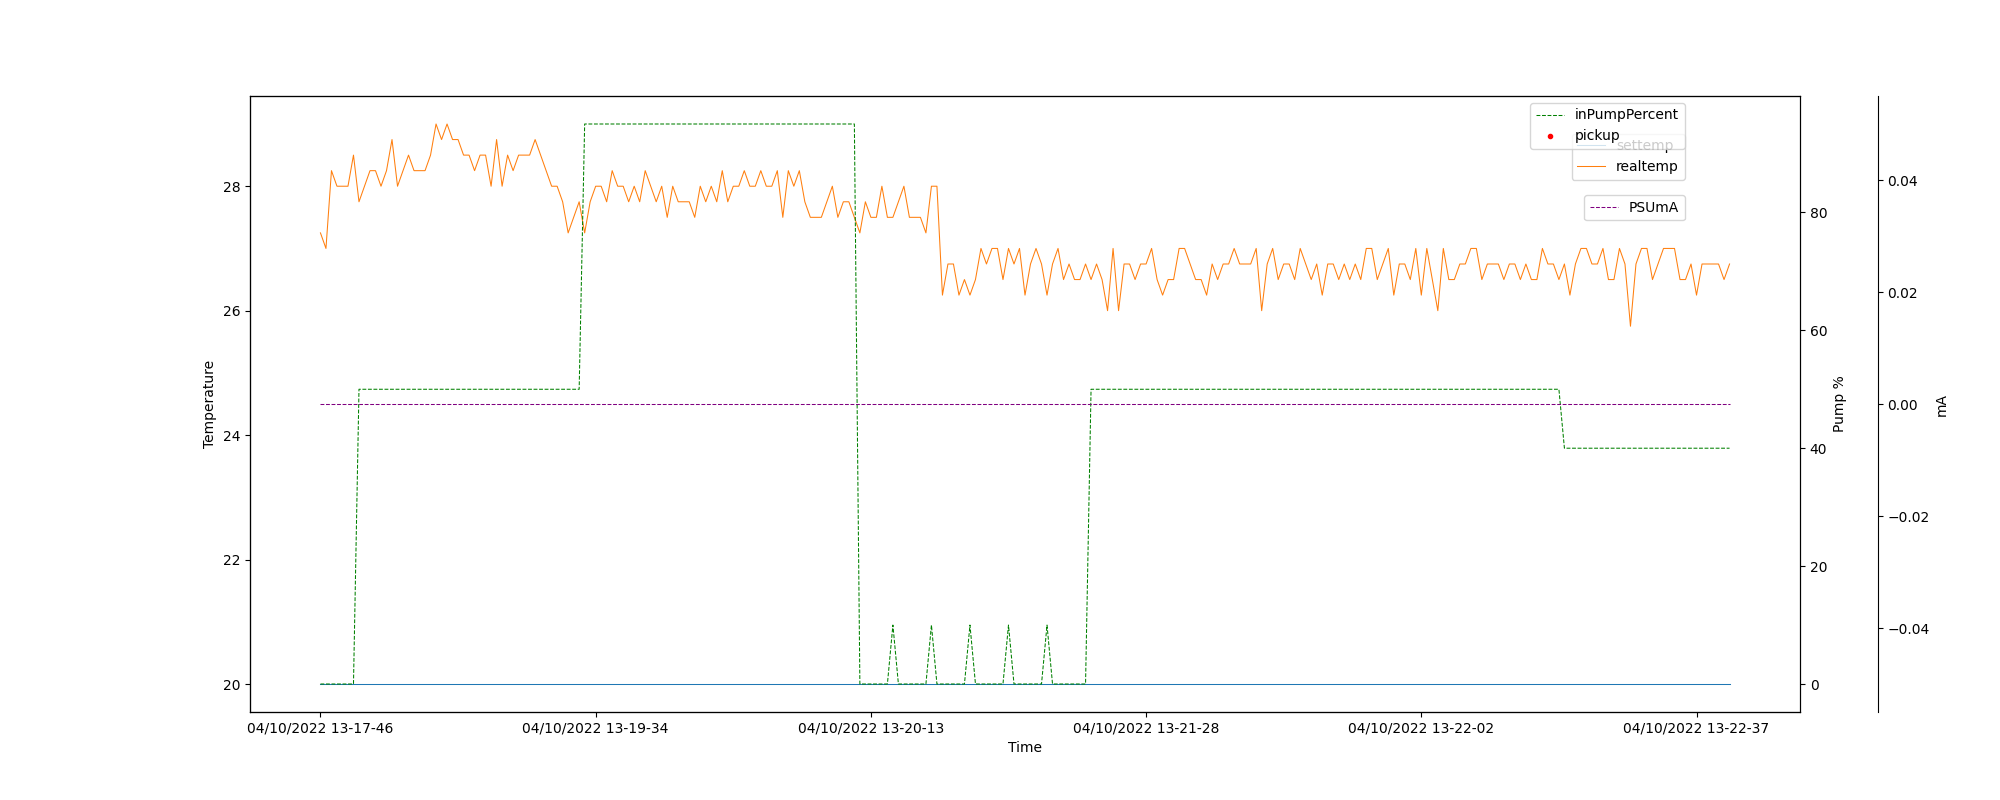 inPumpPercent
pickup
settemp
realtemp
PSUmA
28
26
24
22
20
Temperature
80
60
40
20
0
Pump %
0.04
0.02
0.00
−0.02
−0.04
mA
04/10/2022 13-17-46
04/10/2022 13-19-34
04/10/2022 13-20-13
04/10/2022 13-21-28
04/10/2022 13-22-02
04/10/2022 13-22-37
Time